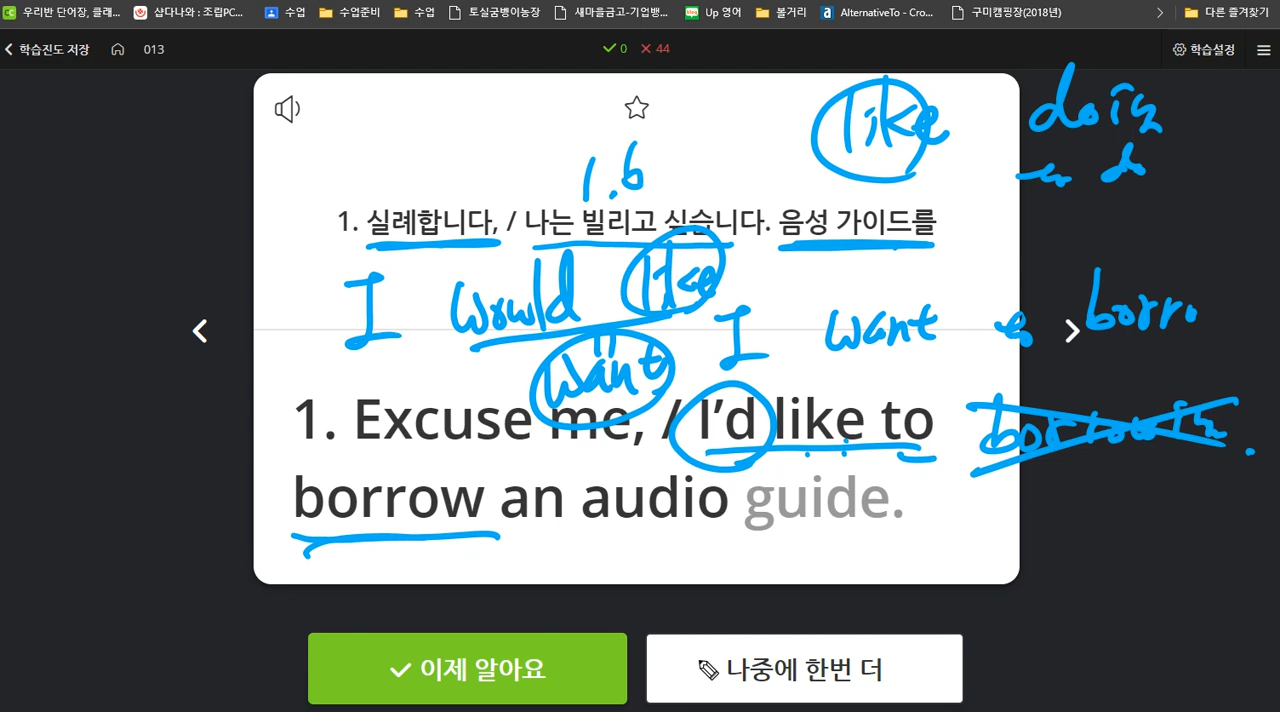 우리반 단어장, 클래... 샵다나와 : 조립PC... 수업 수업준비 수업 토실굼벵이농장 새마을금고-기업뱅... Up 영어 볼거리 AlternativeTo - Cro... 구미캠핑장(2018년) 다른 즐겨찾기
학습진도 저장 013 0 44 학습설정
like doing
to do
1.6
1. 실례합니다, / 나는 빌리고 싶습니다. 음성 가이드를
I would like I want to borro
want
1. Excuse me, / I'd like to
borrow an audio guide.
이제 알아요 나중에 한번 더